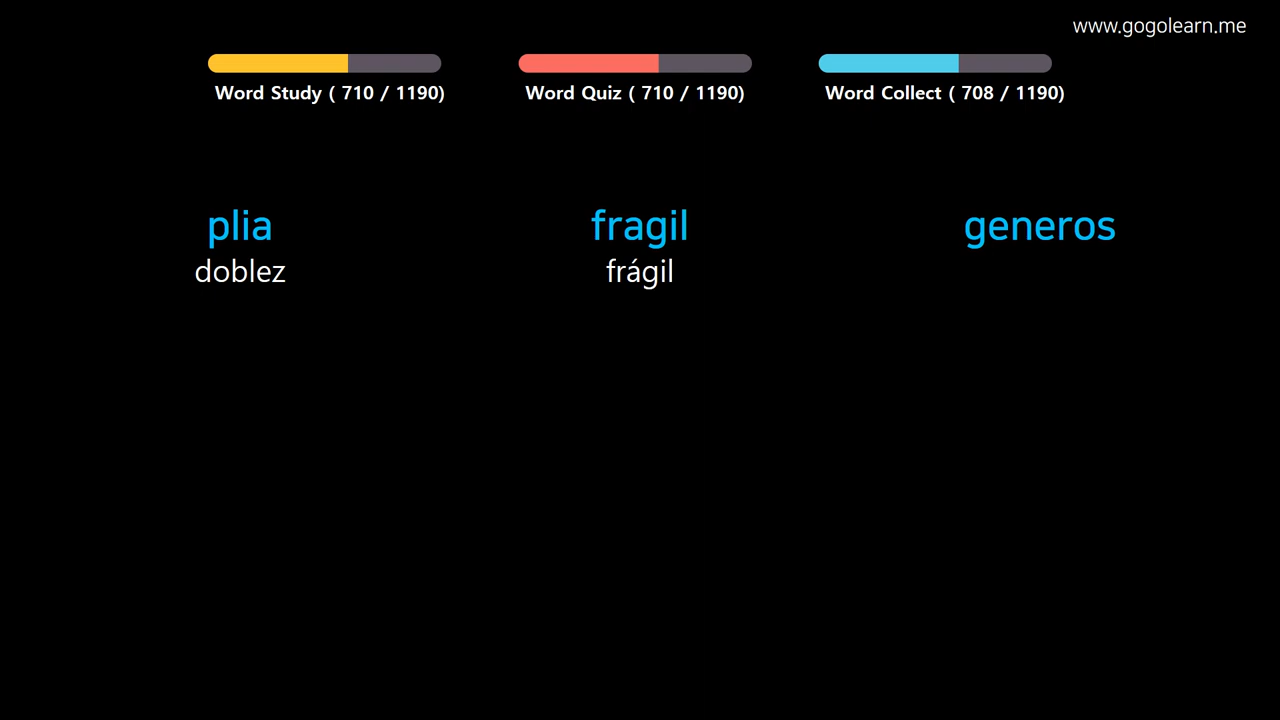 www.gogolearn.me
Word Study ( 710 / 1190)
Word Quiz ( 710 / 1190)
Word Collect ( 708 / 1190)
plia
doblez
fragil
frágil
generos